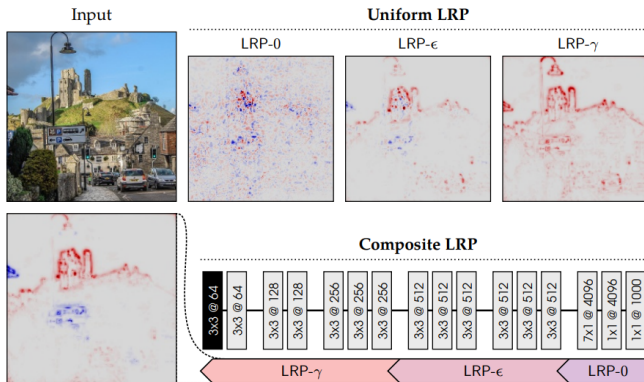 Input
Uniform LRP
LRP-0
LRP-ϵ
LRP-γ
Composite LRP
3x3 @ 64
3x3 @ 64
3x3 @ 128
3x3 @ 128
3x3 @ 256
3x3 @ 256
3x3 @ 256
3x3 @ 512
3x3 @ 512
3x3 @ 512
3x3 @ 512
3x3 @ 512
3x3 @ 512
7x1 @ 4096
1x1 @ 4096
1x1 @ 1000
LRP-γ
LRP-ϵ
LRP-0